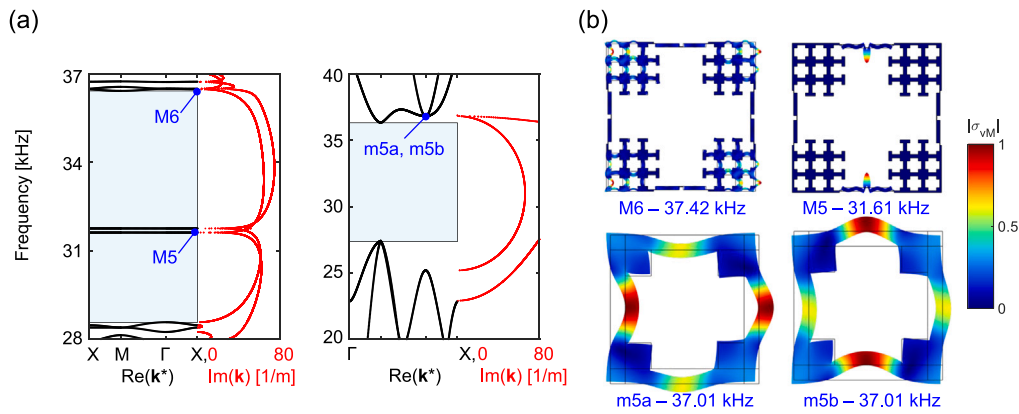 (a)
(b)
37
34
31
28
Frequency [kHz]
M6
M5
X M Γ X, 0 80
Re(k*) Im(k) [1/m]
40
35
30
25
20
m5a, m5b
Γ X, 0 80
Re(k*) Im(k) [1/m]
M6 – 37.42 kHz
M5 – 31.61 kHz
m5a – 37.01 kHz
m5b – 37.01 kHz
|σvM|
1
0.5
0